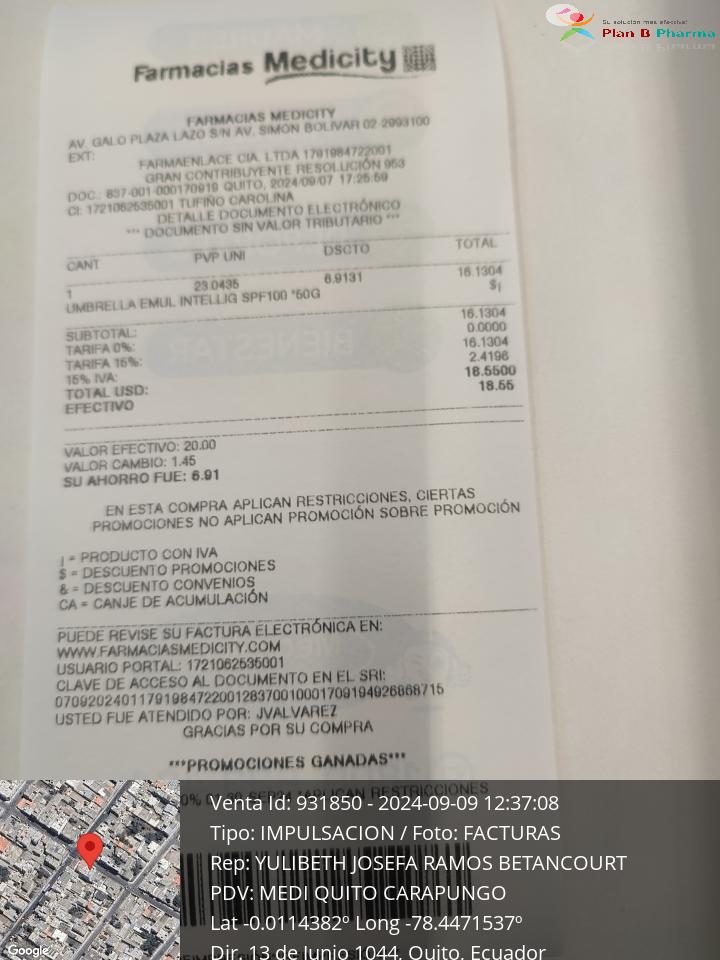 Su solución más efectiva!
Plan B Pharma
Farmacias Medicity
FARMACIAS MEDICITY
AV. GALO PLAZA LAZO S/N AV. SIMON BOLIVAR 02-2993100
EXT:
FARMAENLACE CIA. LTDA 1791984722001
GRAN CONTRIBUYENTE RESOLUCIÓN 953
DOC.: 837-001-000170919 QUITO, 2024/09/07 17:25:59
CI: 1721062535001 TUFIÑO CAROLINA
DETALLE DOCUMENTO ELECTRÓNICO
*** DOCUMENTO SIN VALOR TRIBUTARIO ***
CANT PVP UNI DSCTO TOTAL
1 23.0435 6.9131 16.1304
UMBRELLA EMUL INTELLIG SPF100 *50G $|
SUBTOTAL: 16.1304
TARIFA 0%: 0.0000
TARIFA 15%: 16.1304
15% IVA: 2.4196
TOTAL USD: 18.5500
EFECTIVO 18.55
VALOR EFECTIVO: 20.00
VALOR CAMBIO: 1.45
SU AHORRO FUE: 6.91
EN ESTA COMPRA APLICAN RESTRICCIONES, CIERTAS
PROMOCIONES NO APLICAN PROMOCIÓN SOBRE PROMOCIÓN
| = PRODUCTO CON IVA
$ = DESCUENTO PROMOCIONES
& = DESCUENTO CONVENIOS
CA = CANJE DE ACUMULACIÓN
PUEDE REVISE SU FACTURA ELECTRÓNICA EN:
WWW.FARMACIASMEDICITY.COM
USUARIO PORTAL: 1721062535001
CLAVE DE ACCESO AL DOCUMENTO EN EL SRI:
0709202401179198472200128370010001709194926868715
USTED FUE ATENDIDO POR: JVALVAREZ
GRACIAS POR SU COMPRA
***PROMOCIONES GANADAS***
APLICAN RESTRICCIONES
Venta Id: 931850 - 2024-09-09 12:37:08
Tipo: IMPULSACION / Foto: FACTURAS
Rep: YULIBETH JOSEFA RAMOS BETANCOURT
PDV: MEDI QUITO CARAPUNGO
Lat -0.0114382º Long -78.4471537º
Dir. 13 de Junio 1044, Quito, Ecuador
Google